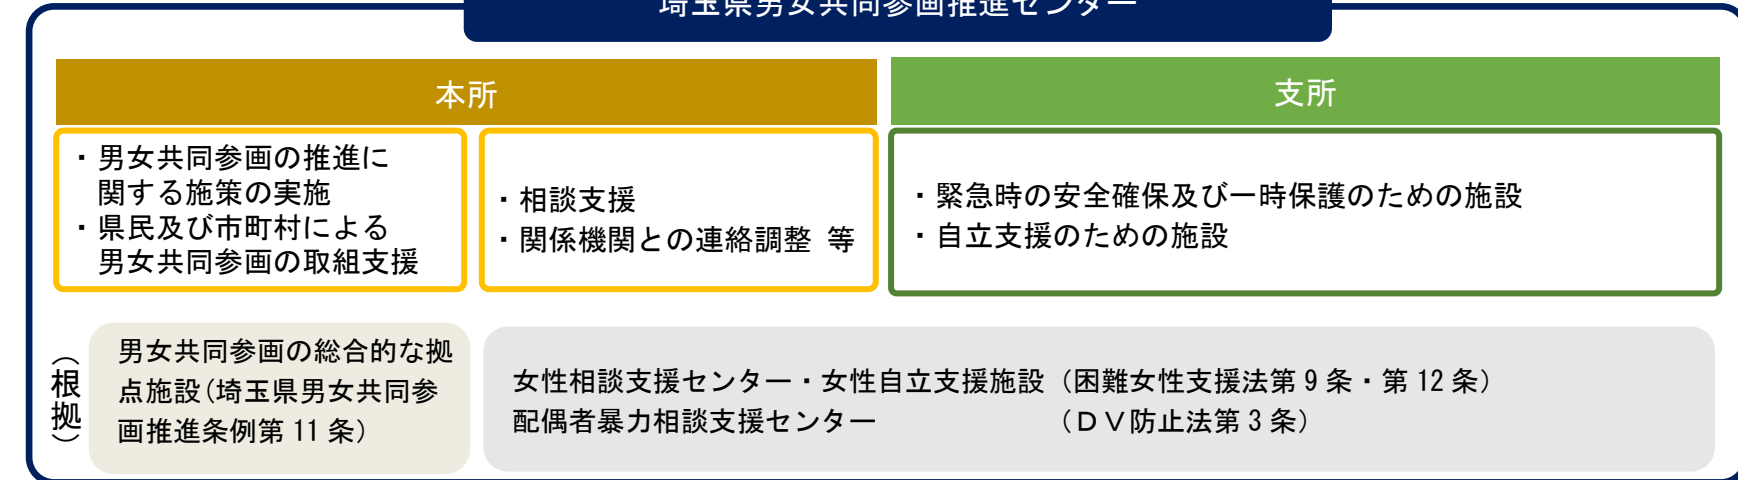 埼玉県男女共同参画推進センター
本所
支所
・男女共同参画の推進に
関する施策の実施
・県民及び市町村による
男女共同参画の取組支援
・相談支援
・関係機関との連絡調整 等
・緊急時の安全確保及び一時保護のための施設
・自立支援のための施設
（根拠）
男女共同参画の総合的な拠
点施設（埼玉県男女共同参
画推進条例第 11 条）
女性相談支援センター・女性自立支援施設（困難女性支援法第 9 条・第 12 条）
配偶者暴力相談支援センター （ＤＶ防止法第 3 条）